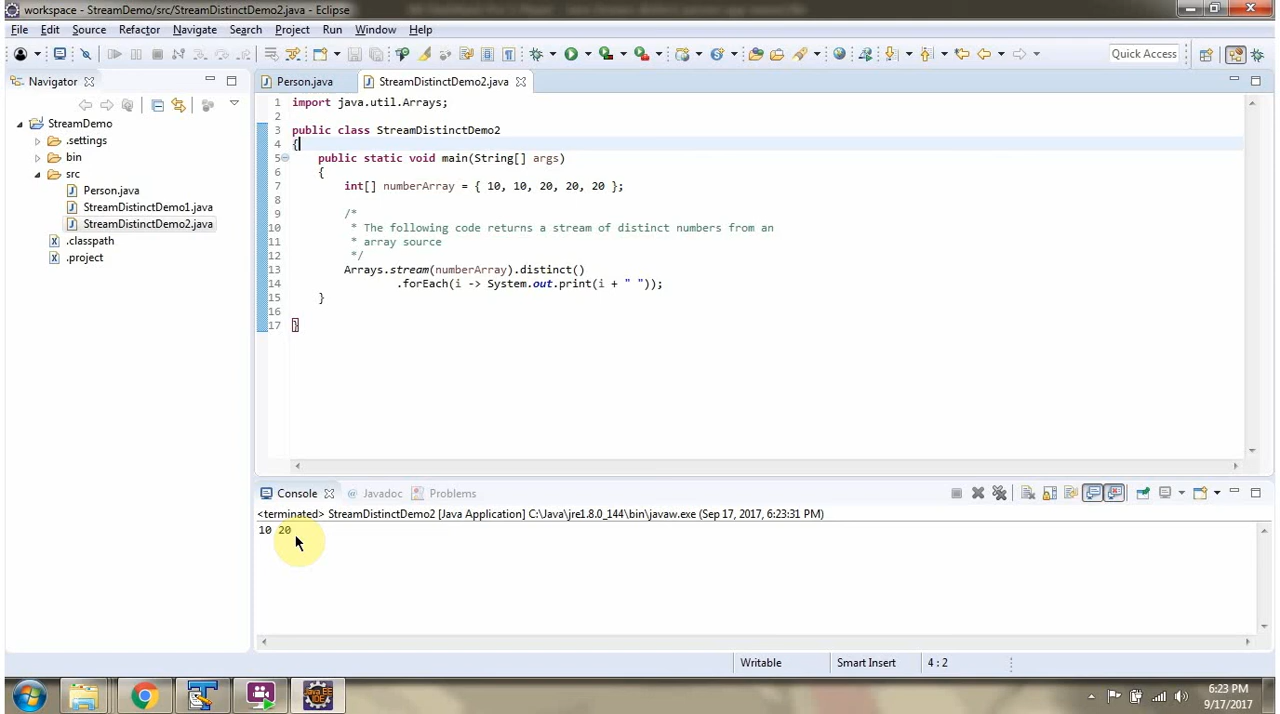 workspace - StreamDemo/src/StreamDistinctDemo2.java - Eclipse
File Edit Source Refactor Navigate Search Project Run Window Help
Quick Access
Navigator
StreamDemo
.settings
bin
src
Person.java
StreamDistinctDemo1.java
StreamDistinctDemo2.java
.classpath
.project
Person.java StreamDistinctDemo2.java
1 import java.util.Arrays;
2
3 public class StreamDistinctDemo2
4 {
5 public static void main(String[] args)
6 {
7 int[] numberArray = { 10, 10, 20, 20, 20 };
8
9 /*
10 * The following code returns a stream of distinct numbers from an
11 * array source
12 */
13 Arrays.stream(numberArray).distinct()
14 .forEach(i -> System.out.print(i + " "));
15 }
16
17 }
Console @ Javadoc Problems
<terminated> StreamDistinctDemo2 [Java Application] C:\Java\jre1.8.0_144\bin\javaw.exe (Sep 17, 2017, 6:23:31 PM)
10 20
Writable Smart Insert 4 : 2
Java EE
IDE
6:23 PM
9/17/2017